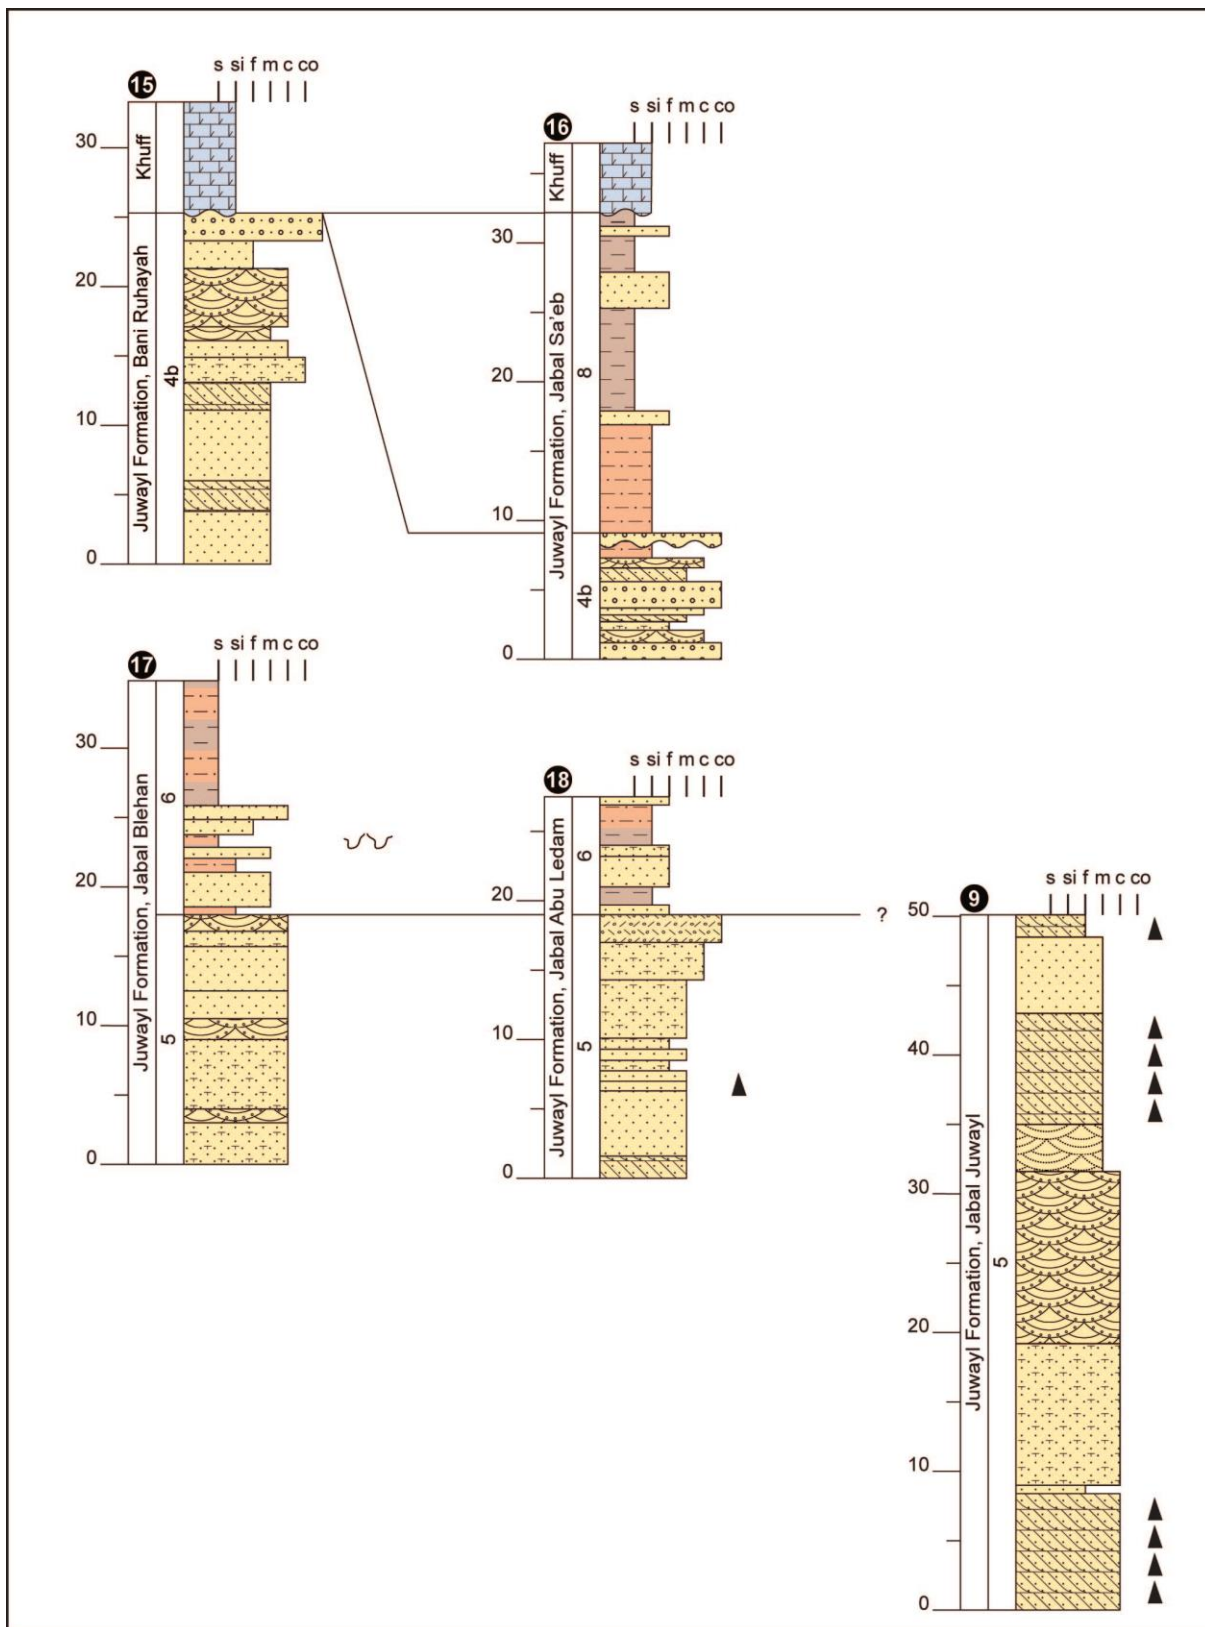 15
s si f m c co
Khuff
Juwayl Formation, Bani Ruhayah
4b
30
20
10
0
16
s si f m c co
Khuff
Juwayl Formation, Jabal Sa'eb
8
4b
30
20
10
0
17
s si f m c co
Juwayl Formation, Jabal Blehan
6
5
30
20
10
0
18
s si f m c co
Juwayl Formation, Jabal Abu Ledam
6
5
20
10
0
?
9
s si f m c co
Juwayl Formation, Jabal Juwayl
5
50
40
30
20
10
0